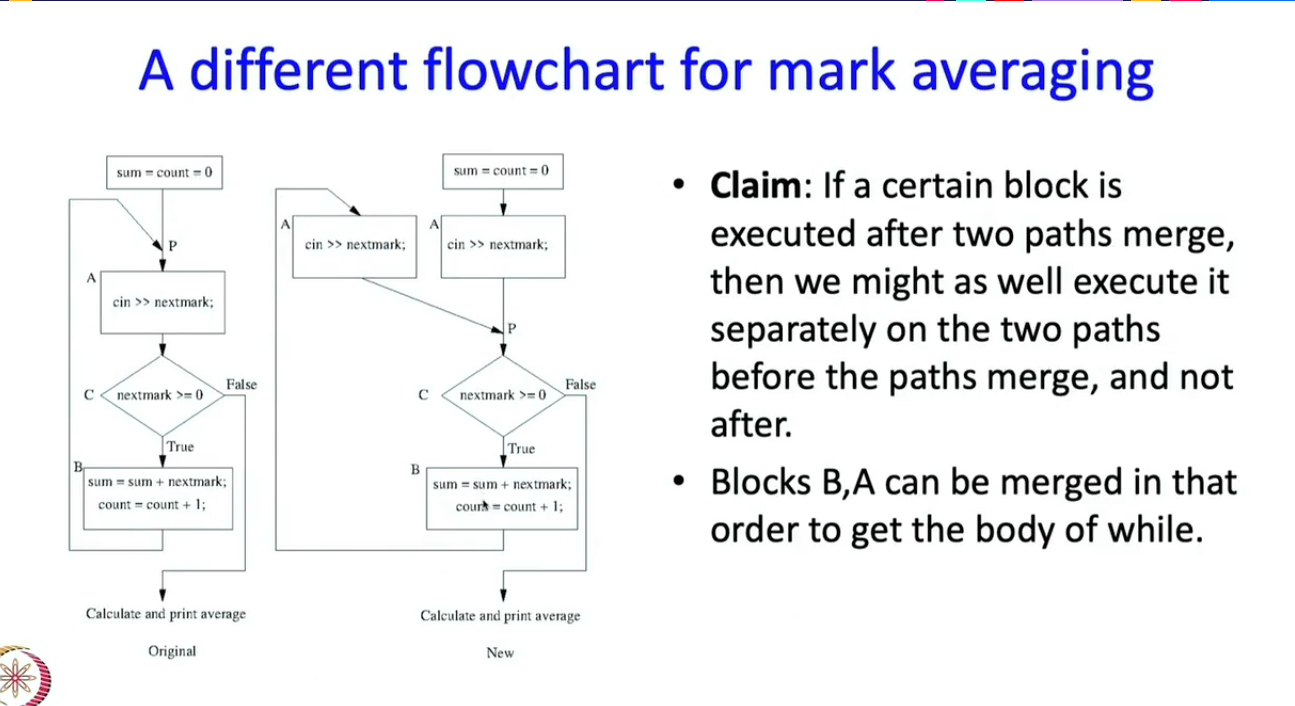 A different flowchart for mark averaging
sum = count = 0
P
A
cin >> nextmark;
C
nextmark >= 0
False
True
B
sum = sum + nextmark;
count = count + 1;
Calculate and print average
Original
sum = count = 0
A
cin >> nextmark;
A
cin >> nextmark;
P
C
nextmark >= 0
False
True
B
sum = sum + nextmark;
count = count + 1;
Calculate and print average
New
• Claim: If a certain block is
executed after two paths merge,
then we might as well execute it
separately on the two paths
before the paths merge, and not
after.
• Blocks B,A can be merged in that
order to get the body of while.